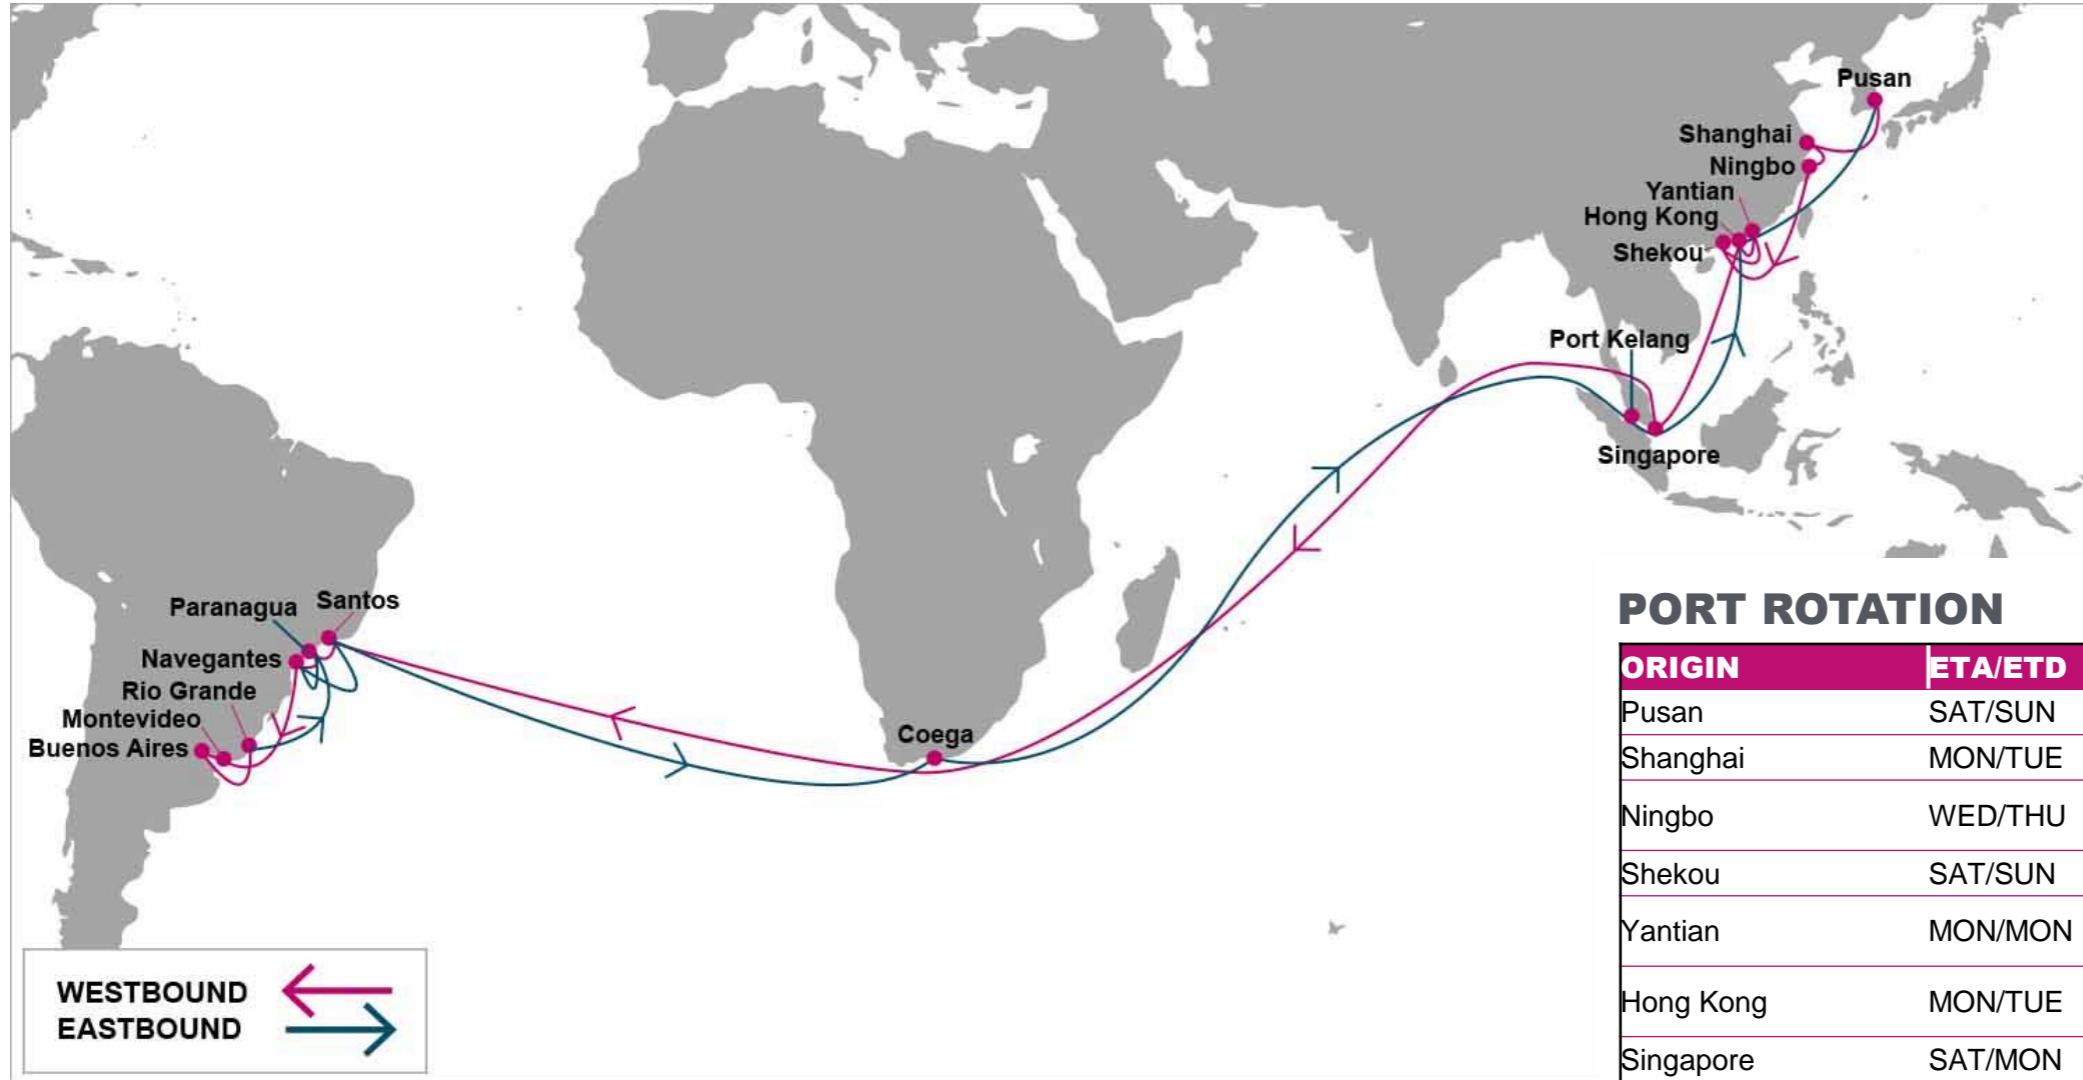 Pusan
Shanghai
Ningbo
Yantian
Hong Kong
Shekou
Port Kelang
Singapore
Paranagua
Santos
Navegantes
Rio Grande
Montevideo
Buenos Aires
Coega
WESTBOUND
EASTBOUND
PORT ROTATION
ORIGIN ETA/ETD
Pusan SAT/SUN
Shanghai MON/TUE
Ningbo WED/THU
Shekou SAT/SUN
Yantian MON/MON
Hong Kong MON/TUE
Singapore SAT/MON